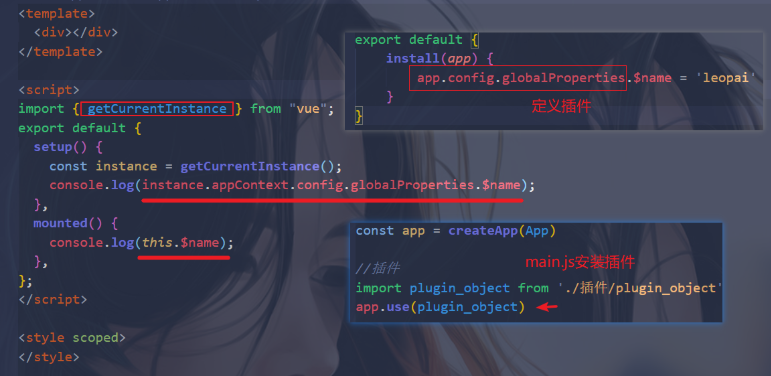 <template>
<div></div>
</template>
<script>
import { getCurrentInstance } from "vue";
export default {
setup() {
const instance = getCurrentInstance();
console.log(instance.appContext.config.globalProperties.$name);
},
mounted() {
console.log(this.$name);
},
};
</script>
<style scoped>
</style>
export default {
install(app) {
app.config.globalProperties.$name = 'leopai'
}
}
定义插件
const app = createApp(App)
//插件
main.js安装插件
import plugin_object from './插件/plugin_object'
app.use(plugin_object)